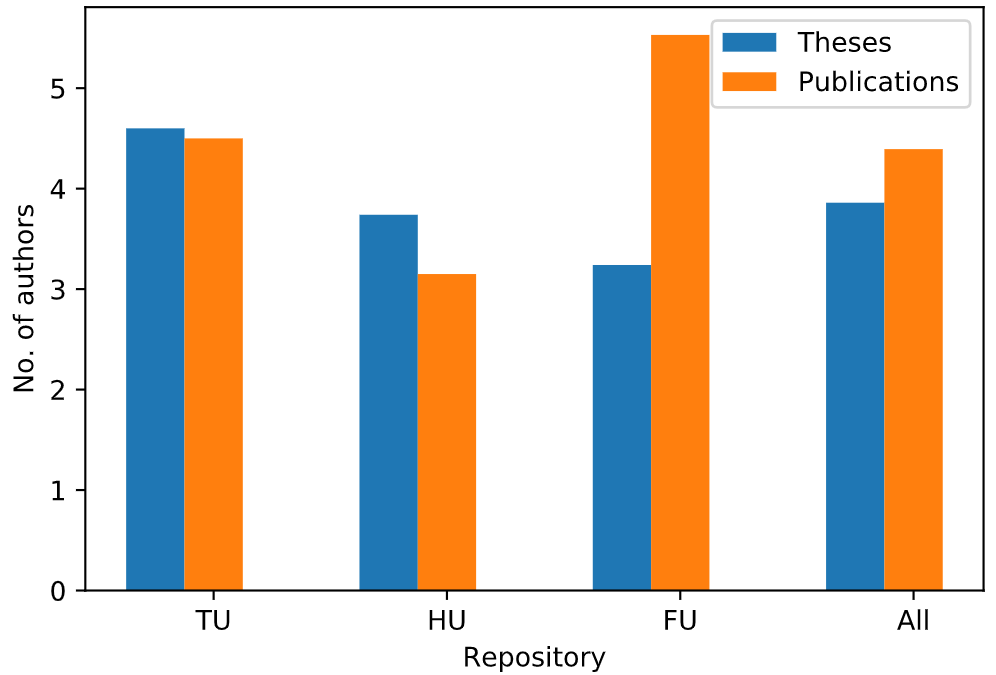 Theses
Publications
No. of authors
5
4
3
2
1
0
TU
HU
FU
All
Repository